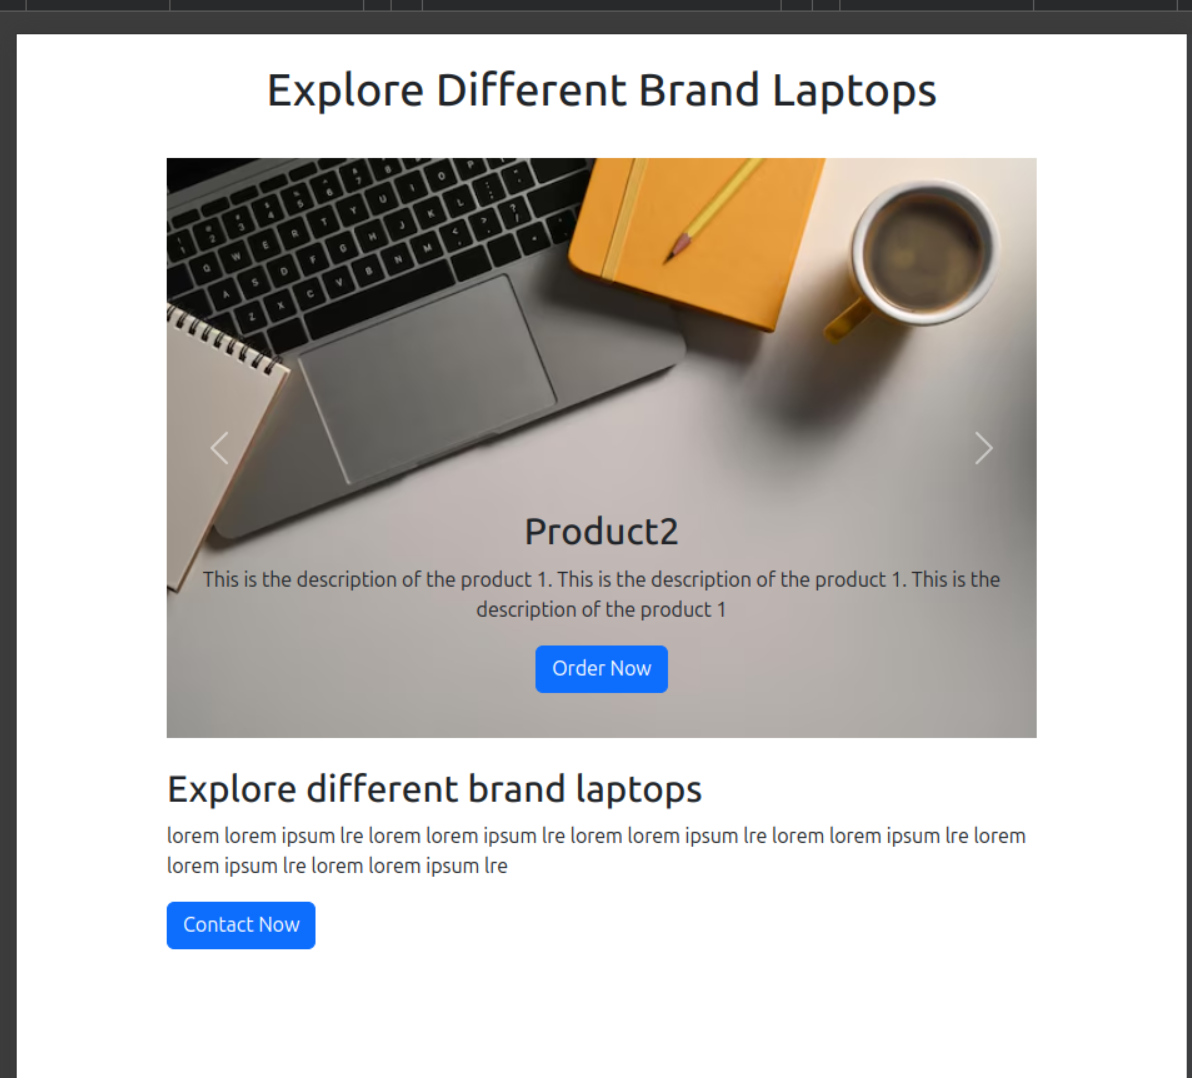 Explore Different Brand Laptops
Product2
This is the description of the product 1. This is the description of the product 1. This is the
description of the product 1
Order Now
Explore different brand laptops
lorem lorem ipsum lre lorem lorem ipsum lre lorem lorem ipsum lre lorem lorem ipsum lre lorem
lorem ipsum lre lorem lorem ipsum lre
Contact Now